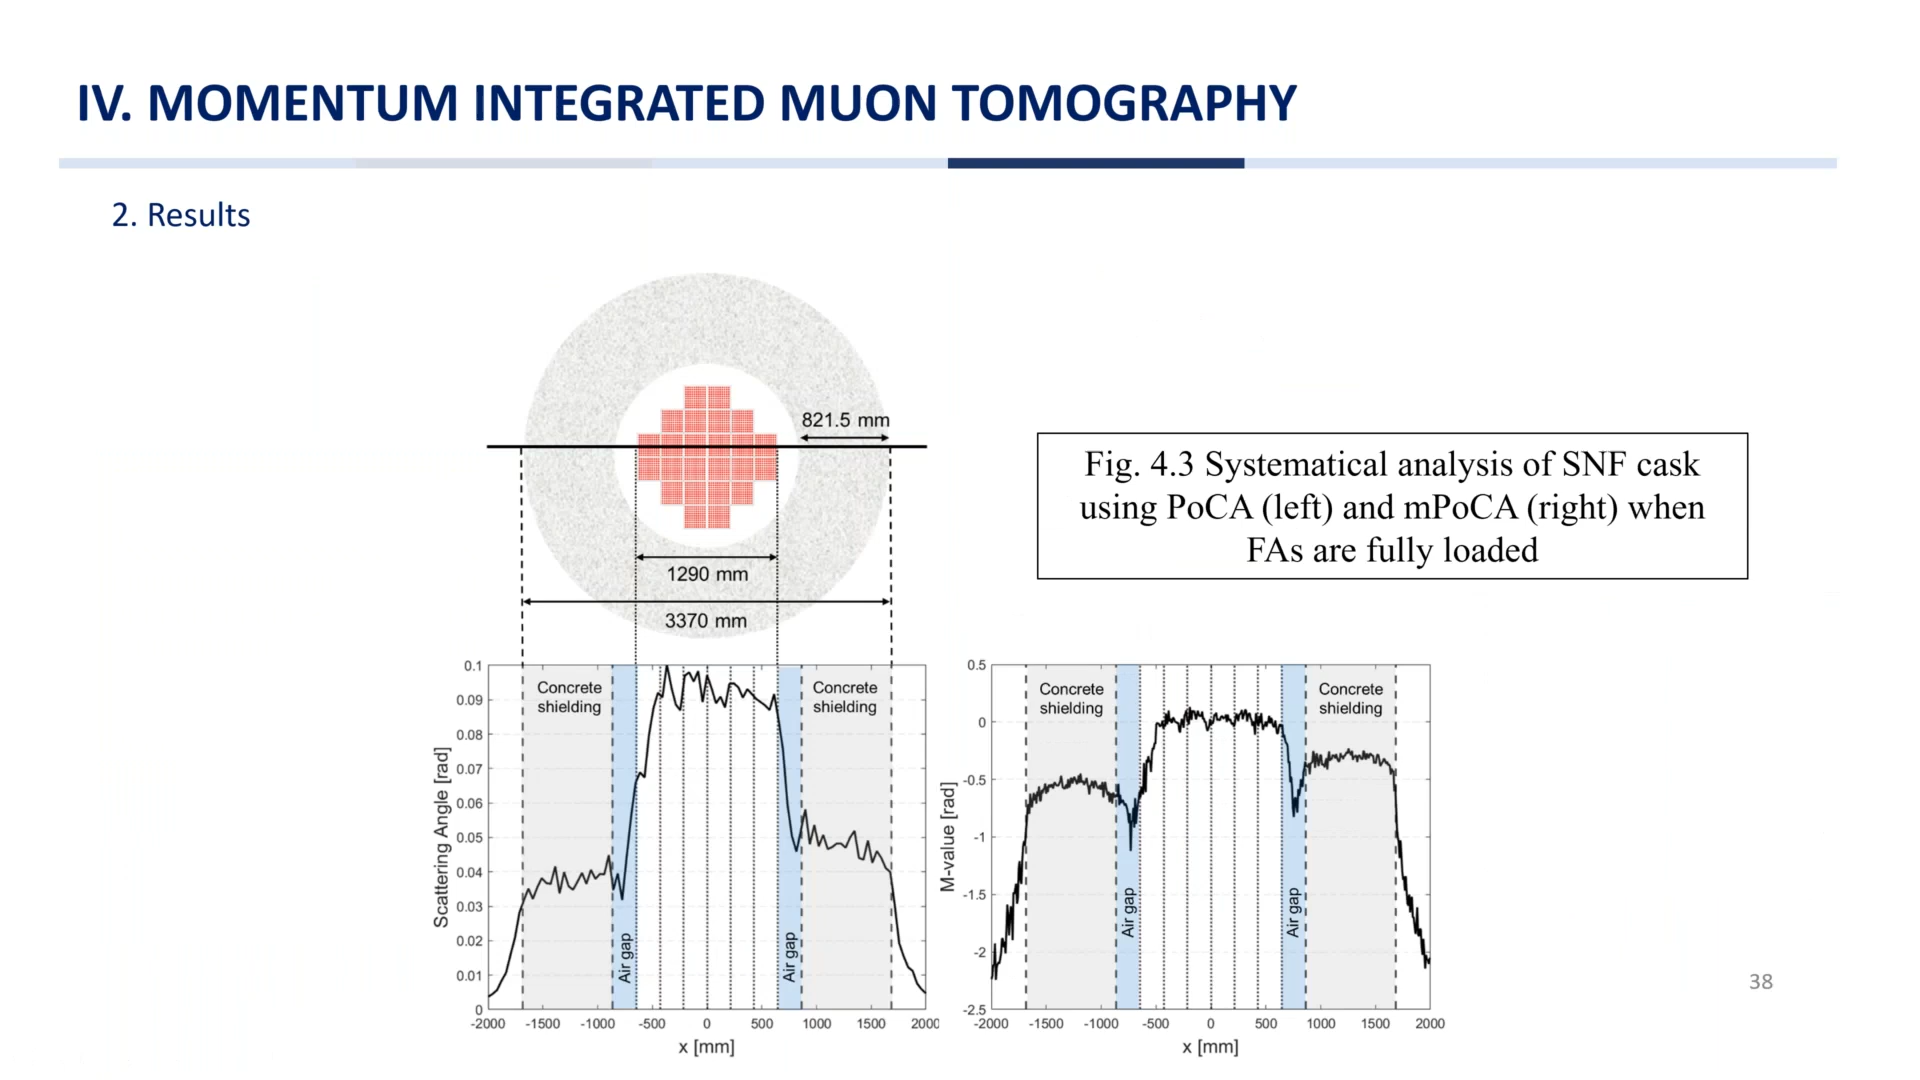 IV. MOMENTUM INTEGRATED MUON TOMOGRAPHY
2. Results
821.5 mm
1290 mm
3370 mm
Fig. 4.3 Systematical analysis of SNF cask
using PoCA (left) and mPoCA (right) when
FAs are fully loaded
Scattering Angle [rad]
0.1
0.09
0.08
0.07
0.06
0.05
0.04
0.03
0.02
0.01
0
Concrete
shielding
Air gap
Air gap
Concrete
shielding
-2000 -1500 -1000 -500 0 500 1000 1500 2000
x [mm]
M-value [rad]
0.5
0
-0.5
-1
-1.5
-2
-2.5
Concrete
shielding
Air gap
Air gap
Concrete
shielding
-2000 -1500 -1000 -500 0 500 1000 1500 2000
x [mm]
38